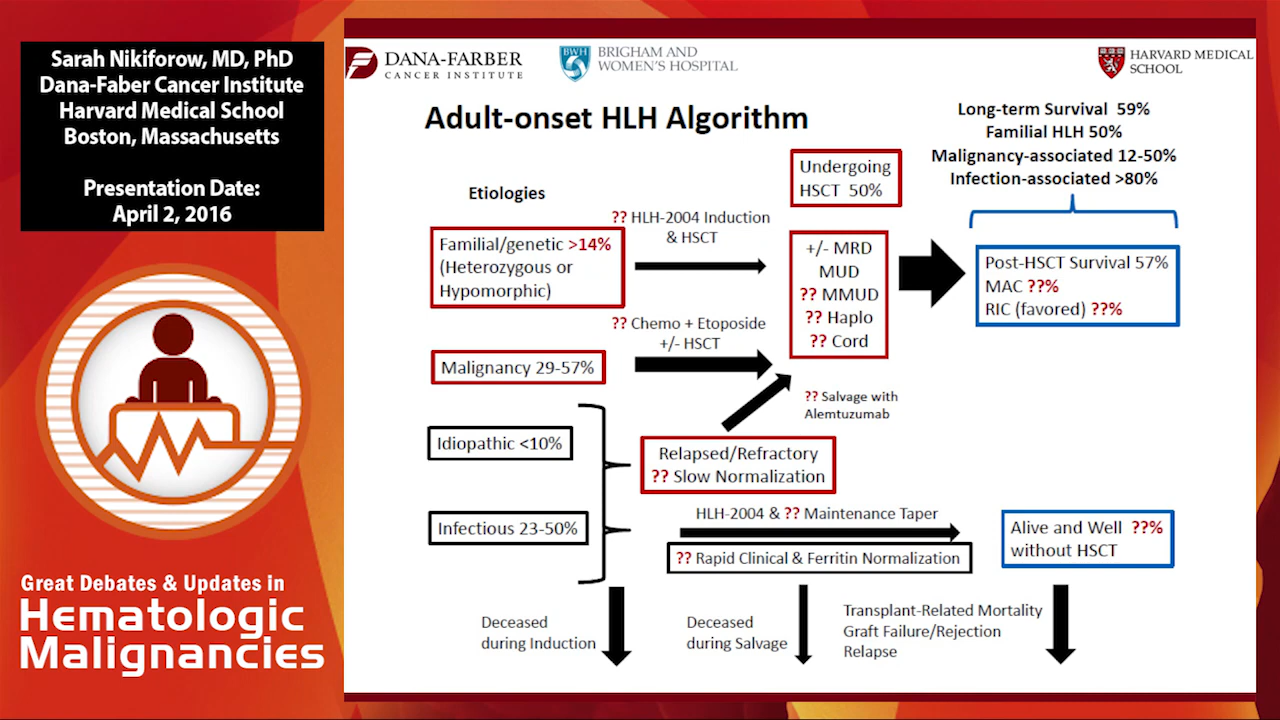 Sarah Nikiforow, MD, PhD
Dana-Faber Cancer Institute
Harvard Medical School
Boston, Massachusetts
Presentation Date:
April 2, 2016
Great Debates & Updates in
Hematologic
Malignancies
DANA-FARBER
CANCER INSTITUTE
BWH
BRIGHAM AND
WOMEN'S HOSPITAL
HARVARD MEDICAL
SCHOOL
Adult-onset HLH Algorithm
Long-term Survival 59%
Familial HLH 50%
Malignancy-associated 12-50%
Infection-associated >80%
Undergoing
HSCT 50%
Etiologies
?? HLH-2004 Induction
& HSCT
Familial/genetic >14%
(Heterozygous or
Hypomorphic)
+/- MRD
MUD
?? MMUD
?? Haplo
?? Cord
Post-HSCT Survival 57%
MAC ??%
RIC (favored) ??%
?? Chemo + Etoposide
+/- HSCT
Malignancy 29-57%
?? Salvage with
Alemtuzumab
Idiopathic <10%
Relapsed/Refractory
?? Slow Normalization
Infectious 23-50%
HLH-2004 & ?? Maintenance Taper
?? Rapid Clinical & Ferritin Normalization
Alive and Well ??%
without HSCT
Deceased
during Induction
Deceased
during Salvage
Transplant-Related Mortality
Graft Failure/Rejection
Relapse